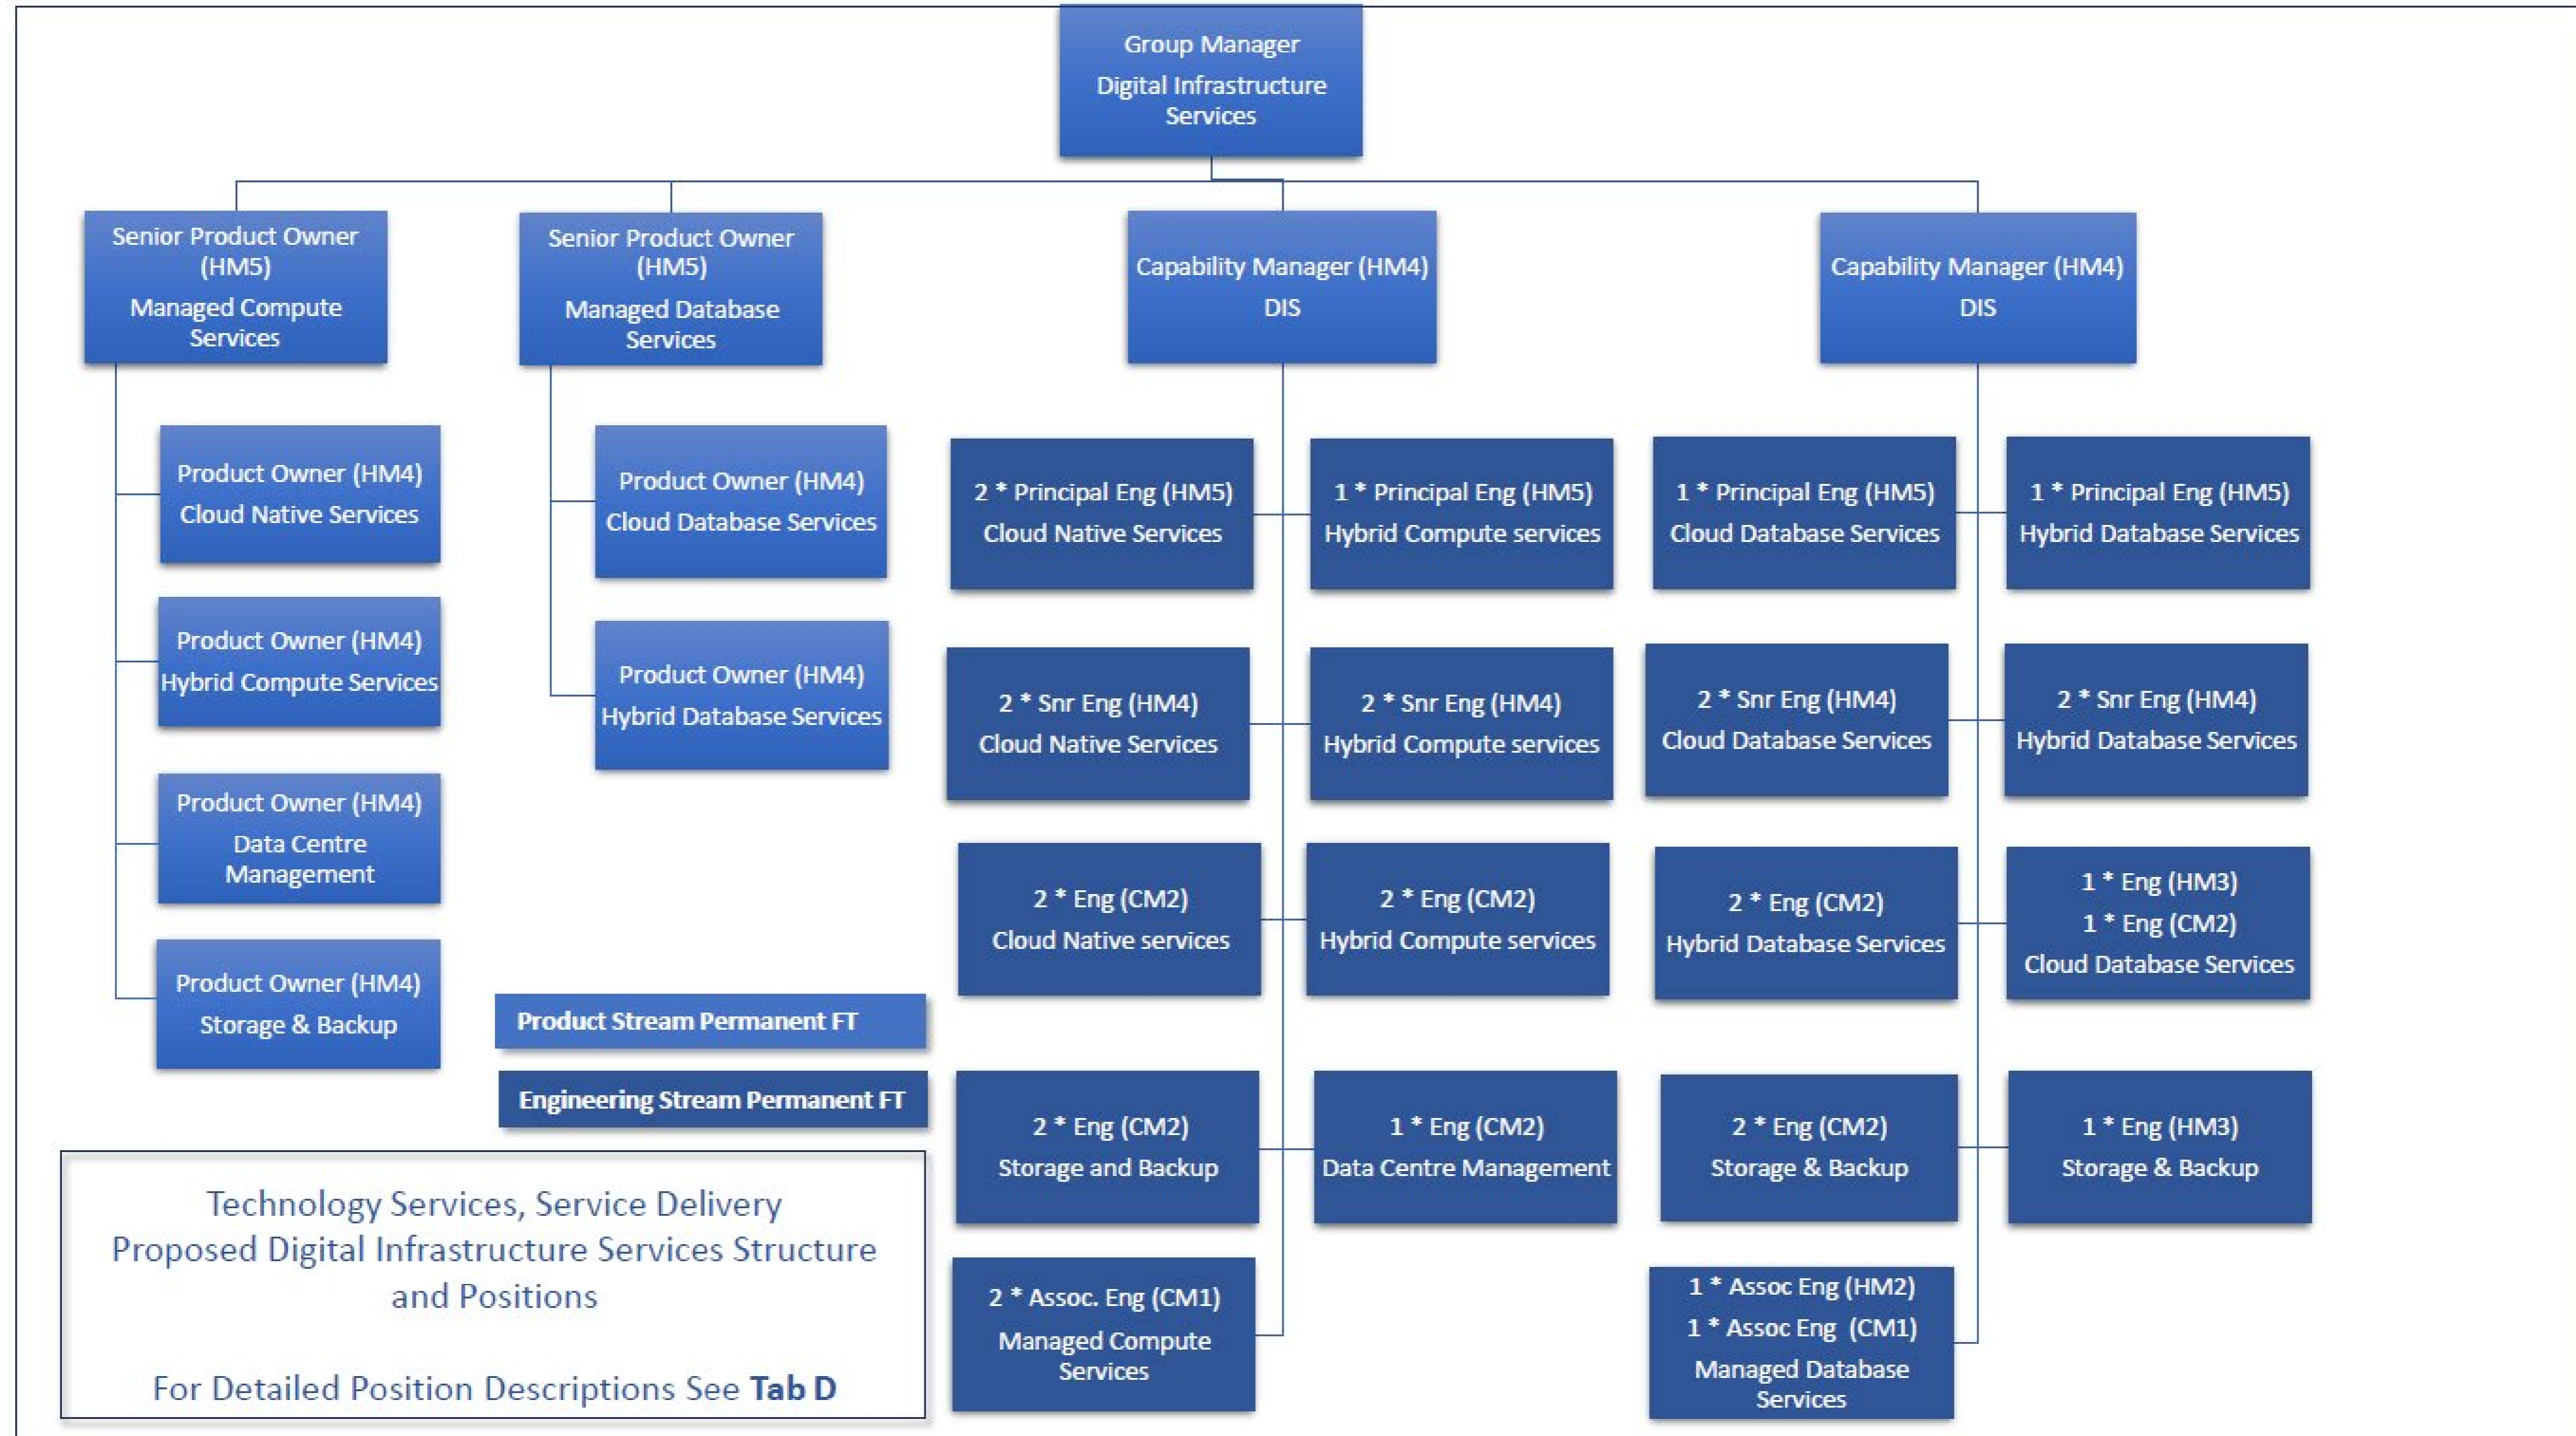 Group Manager
Digital Infrastructure
Services
Senior Product Owner
(HM5)
Managed Compute
Services
Senior Product Owner
(HM5)
Managed Database
Services
Capability Manager (HM4)
DIS
Capability Manager (HM4)
DIS
Product Owner (HM4)
Cloud Native Services
Product Owner (HM4)
Hybrid Compute Services
Product Owner (HM4)
Data Centre
Management
Product Owner (HM4)
Storage & Backup
Product Owner (HM4)
Cloud Database Services
Product Owner (HM4)
Hybrid Database Services
2 * Principal Eng (HM5)
Cloud Native Services
1 * Principal Eng (HM5)
Hybrid Compute services
2 * Snr Eng (HM4)
Cloud Native Services
2 * Snr Eng (HM4)
Hybrid Compute services
2 * Eng (CM2)
Cloud Native services
2 * Eng (CM2)
Hybrid Compute services
2 * Eng (CM2)
Storage and Backup
1 * Eng (CM2)
Data Centre Management
2 * Assoc. Eng (CM1)
Managed Compute
Services
1 * Principal Eng (HM5)
Cloud Database Services
1 * Principal Eng (HM5)
Hybrid Database Services
2 * Snr Eng (HM4)
Cloud Database Services
2 * Snr Eng (HM4)
Hybrid Database Services
2 * Eng (CM2)
Hybrid Database Services
1 * Eng (HM3)
1 * Eng (CM2)
Cloud Database Services
2 * Eng (CM2)
Storage & Backup
1 * Eng (HM3)
Storage & Backup
1 * Assoc Eng (HM2)
1 * Assoc Eng (CM1)
Managed Database
Services
Product Stream Permanent FT
Engineering Stream Permanent FT
Technology Services, Service Delivery
Proposed Digital Infrastructure Services Structure
and Positions
For Detailed Position Descriptions See Tab D